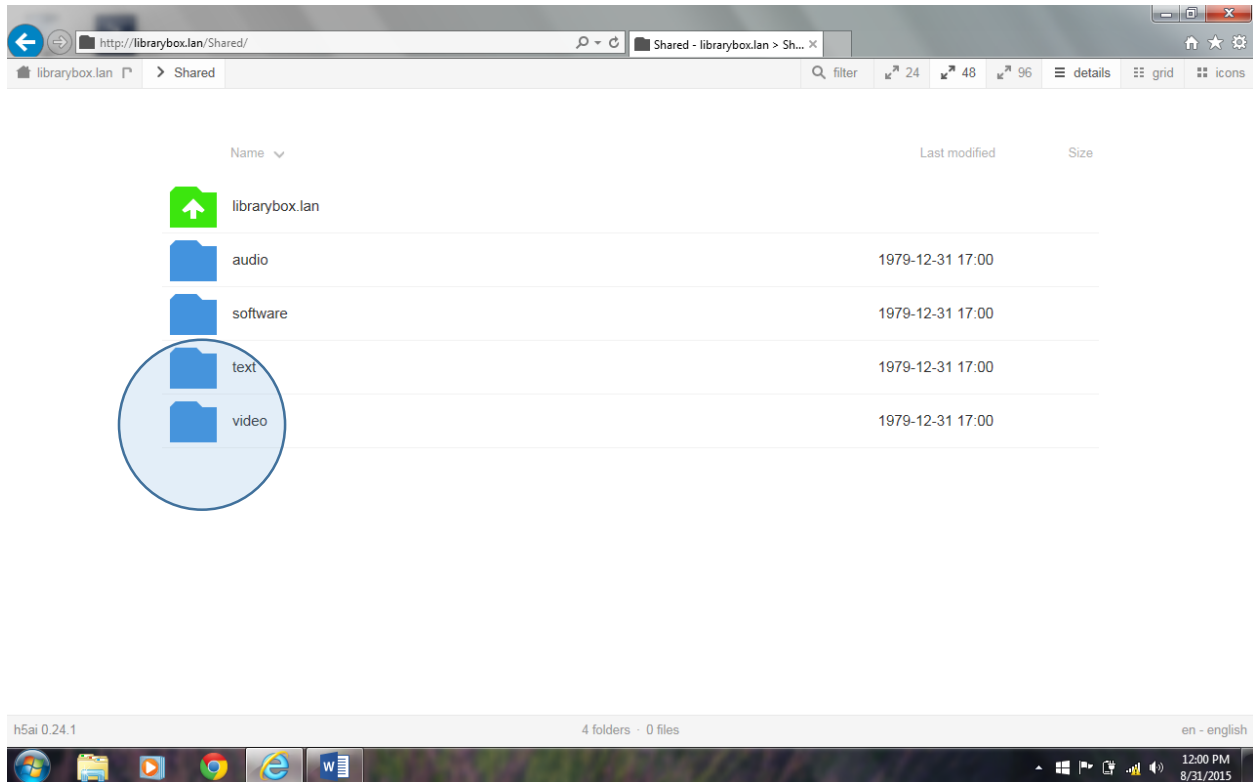 http://librarybox.lan/Shared/ Shared - librarybox.lan > Sh...
librarybox.lan > Shared filter 24 48 96 details grid icons
Name Last modified Size
librarybox.lan
audio 1979-12-31 17:00
software 1979-12-31 17:00
text 1979-12-31 17:00
video 1979-12-31 17:00
h5ai 0.24.1 4 folders · 0 files en - english
12:00 PM
8/31/2015